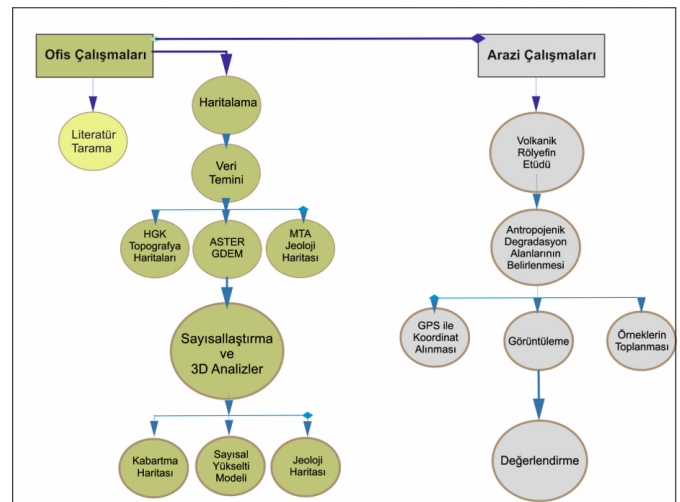 Ofis Çalışmaları
Arazi Çalışmaları
Literatür
Tarama
Haritalama
Veri
Temini
HGK
Topografya
Haritaları
ASTER
GDEM
MTA
Jeoloji
Haritası
Sayısallaştırma
ve
3D Analizler
Kabartma
Haritası
Sayısal
Yükselti
Modeli
Jeoloji
Haritası
Volkanik
Rölyefin
Etüdü
Antropojenik
Degradasyon
Alanlarının
Belirlenmesi
GPS ile
Koordinat
Alınması
Görüntüleme
Örneklerin
Toplanması
Değerlendirme